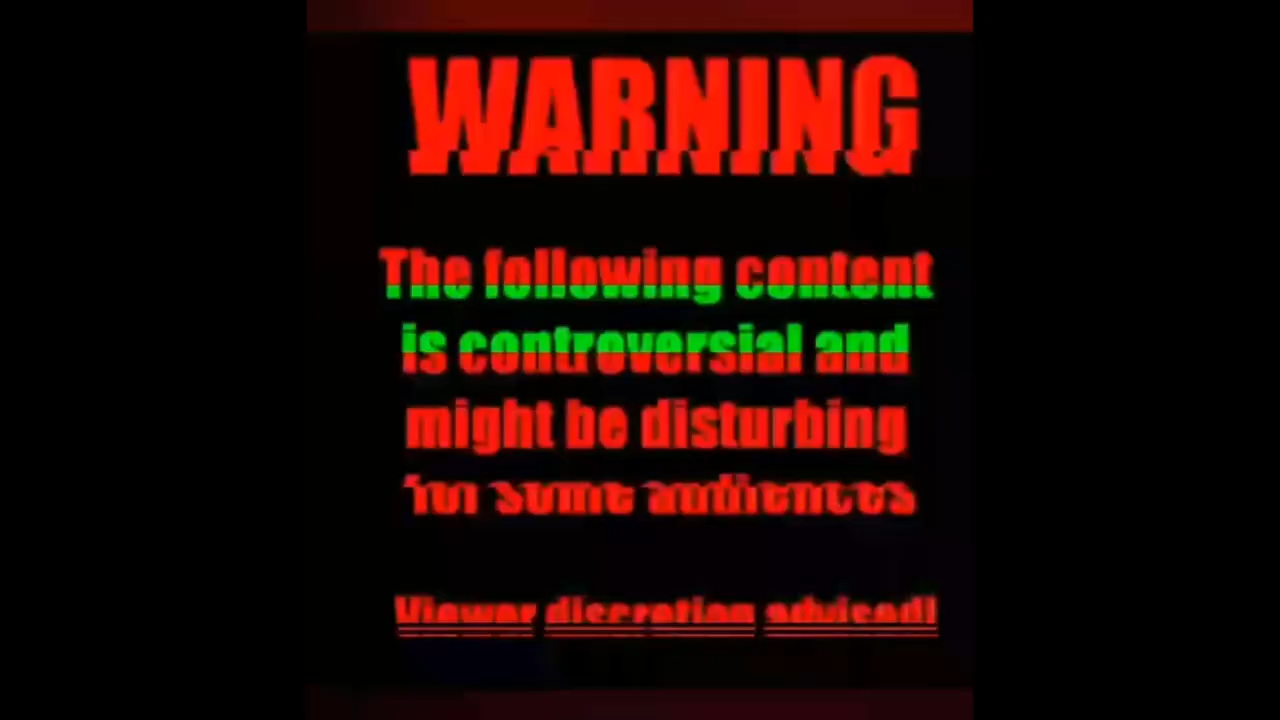 WARNING
The following content
is controversial and
might be disturbing
for some audiences
Viewer discretion advised!